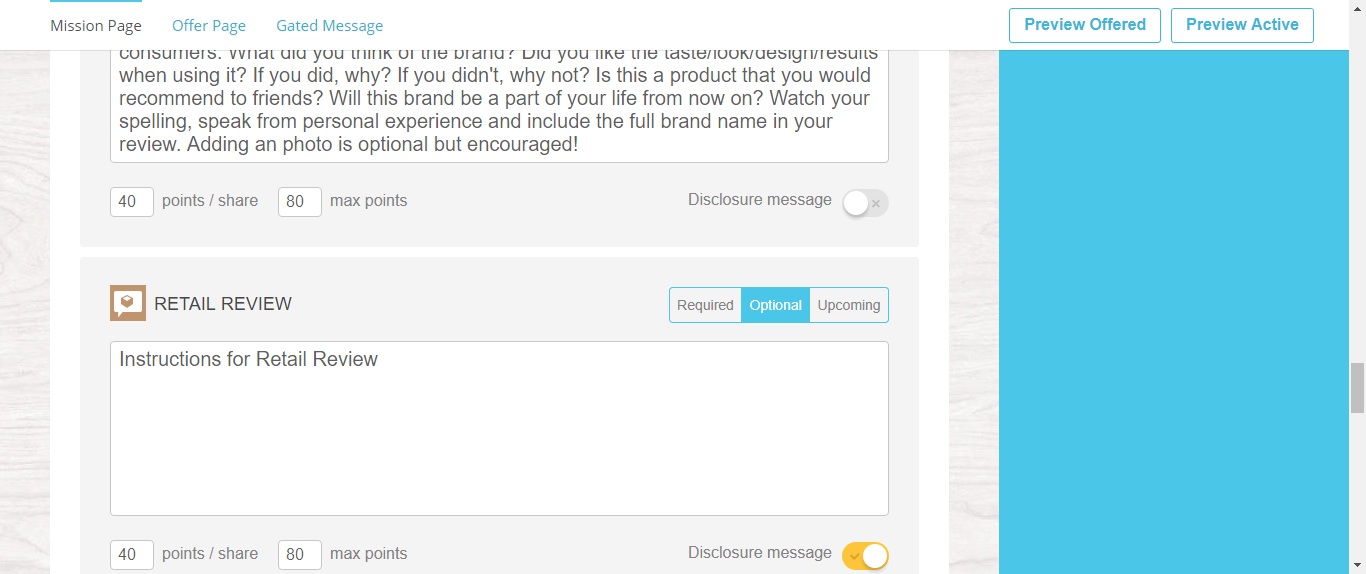 Mission Page Offer Page Gated Message Preview Offered Preview Active
consumers. What did you think of the brand? Did you like the taste/look/design/results
when using it? If you did, why? If you didn't, why not? Is this a product that you would
recommend to friends? Will this brand be a part of your life from now on? Watch your
spelling, speak from personal experience and include the full brand name in your
review. Adding an photo is optional but encouraged!
40 points / share 80 max points Disclosure message
RETAIL REVIEW Required Optional Upcoming
Instructions for Retail Review
40 points / share 80 max points Disclosure message